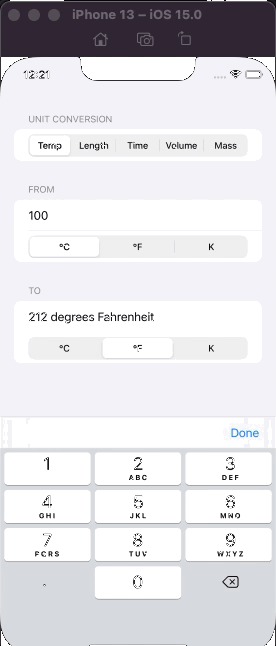 iPhone 13 – iOS 15.0
12:21
UNIT CONVERSION
Temp Length Time Volume Mass
FROM
100
°C °F K
TO
212 degrees Fahrenheit
°C °F K
Done
1 2 3
ABC DEF
4 5 6
GHI JKL MNO
7 8 9
PQRS TUV WXYZ
. 0